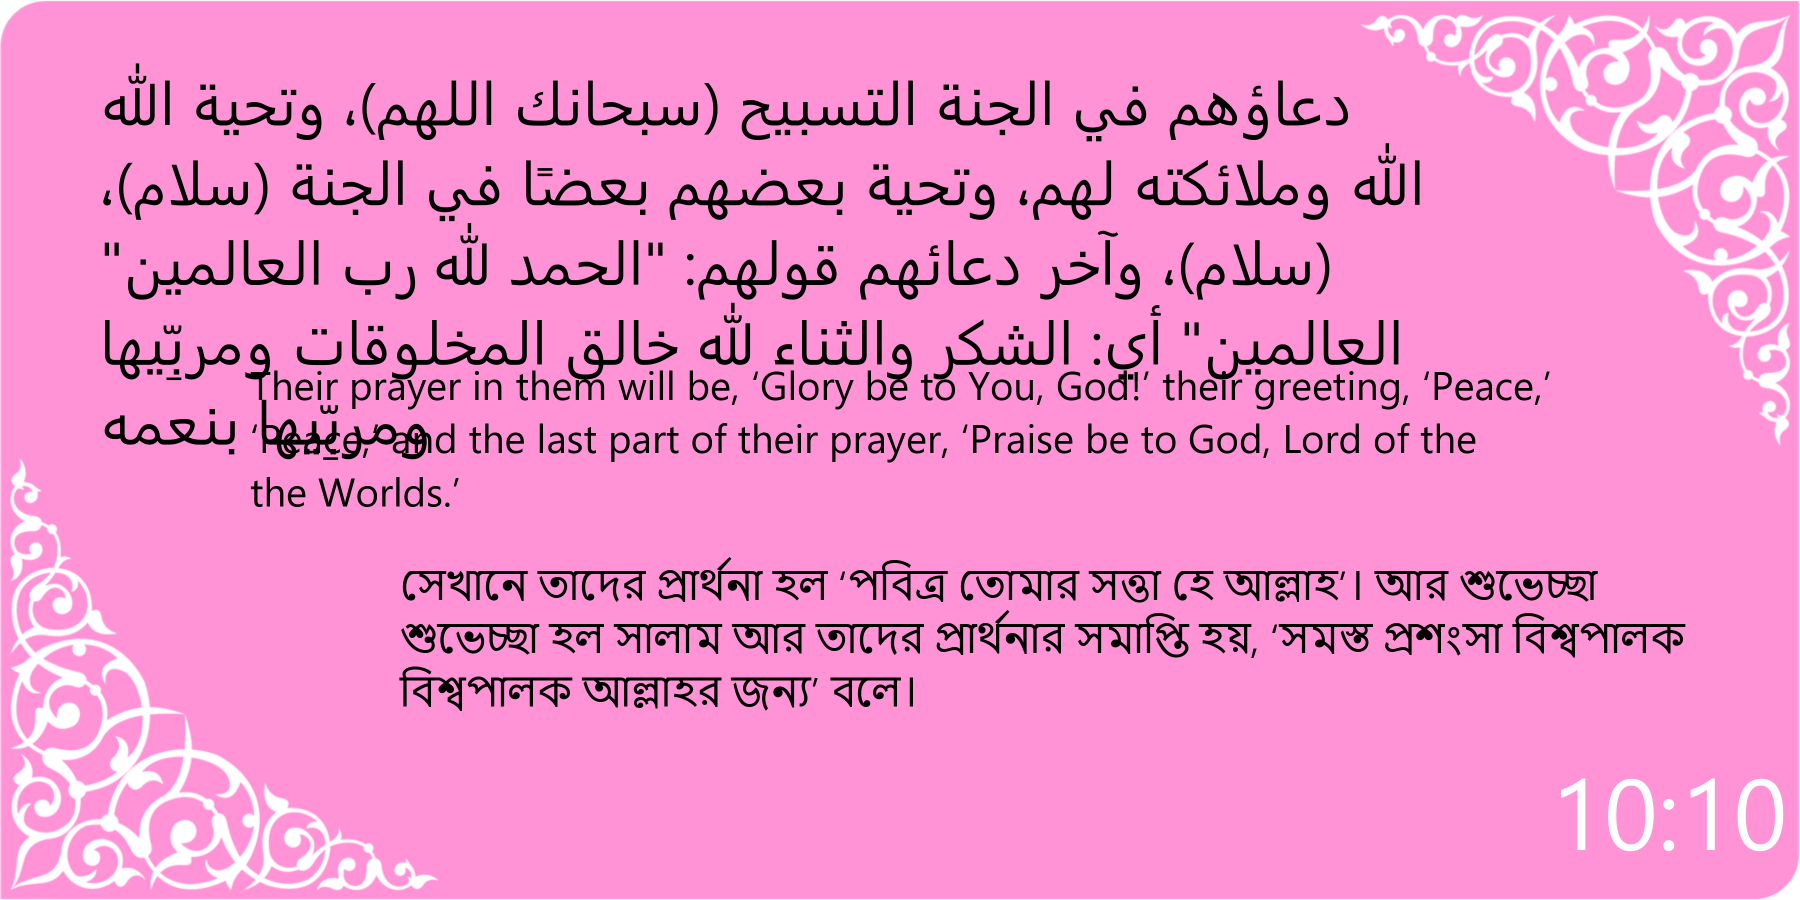 دعاؤهم في الجنة التسبيح (سبحانك اللهم)، وتحية الله
الله وملائكته لهم، وتحية بعضهم بعضًا في الجنة (سلام)،
(سلام)، وآخر دعائهم قولهم: "الحمد لله رب العالمين"
العالمين" أي: الشكر والثناء لله خالق المخلوقات ومربِّيها
ومربِّيها بنعمه
Their prayer in them will be, ‘Glory be to You, God!’ their greeting, ‘Peace,’
‘Peace,’ and the last part of their prayer, ‘Praise be to God, Lord of the
the Worlds.’
সেখানে তাদের প্রার্থনা হল ‘পবিত্র তোমার সত্তা হে আল্লাহ’। আর শুভেচ্ছা
শুভেচ্ছা হল সালাম আর তাদের প্রার্থনার সমাপ্তি হয়, ‘সমস্ত প্রশংসা বিশ্বপালক
বিশ্বপালক আল্লাহর জন্য’ বলে।
10:10